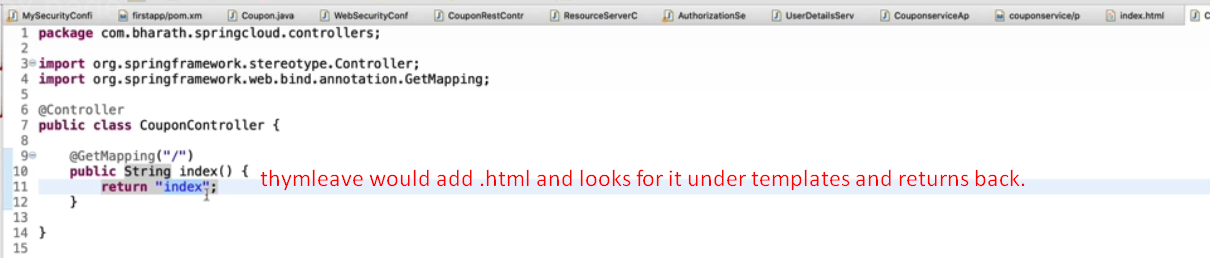 MySecurityConfi firstapp/pom.xm Coupon.java WebSecurityConf CouponRestContr ResourceServerC AuthorizationSe UserDetailsServ CouponserviceAp couponservice/p index.html C
1 package com.bharath.springcloud.controllers;
2
3 import org.springframework.stereotype.Controller;
4 import org.springframework.web.bind.annotation.GetMapping;
5
6 @Controller
7 public class CouponController {
8
9 @GetMapping("/")
10 public String index() {
11 return "index"; thymleave would add .html and looks for it under templates and returns back.
12 }
13
14 }
15